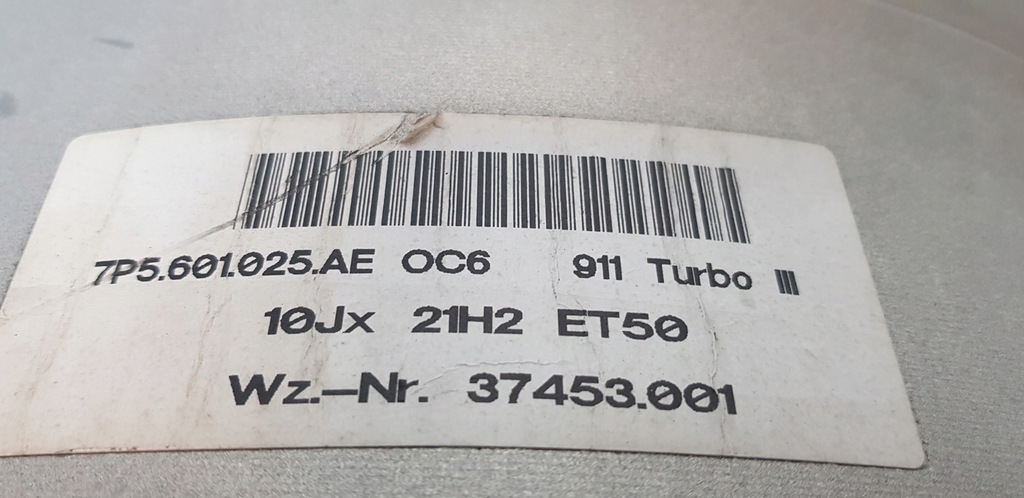 7P5.601.025.AE OC6 911 Turbo III
10Jx 21H2 ET50
Wz.-Nr. 37453.001